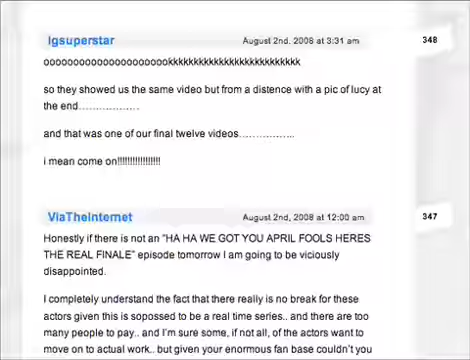 lgsuperstar August 2nd, 2008 at 3:31 am 348
oooooooooooooooooooookkkkkkkkkkkkkkkkkkkkkkkkkk
so they showed us the same video but from a distence with a pic of lucy at
the end………………
and that was one of our final twelve videos……………..
i mean come on!!!!!!!!!!!!!!!!!
ViaTheInternet August 2nd, 2008 at 12:00 am 347
Honestly if there is not an "HA HA WE GOT YOU APRIL FOOLS HERES
THE REAL FINALE" episode tomorrow I am going to be viciously
disappointed.
I completely understand the fact that there really is no break for these
actors given this is sopossed to be a real time series.. and there are too
many people to pay.. and I'm sure some, if not all, of the actors want to
move on to actual work.. but given your enormous fan base couldn't you